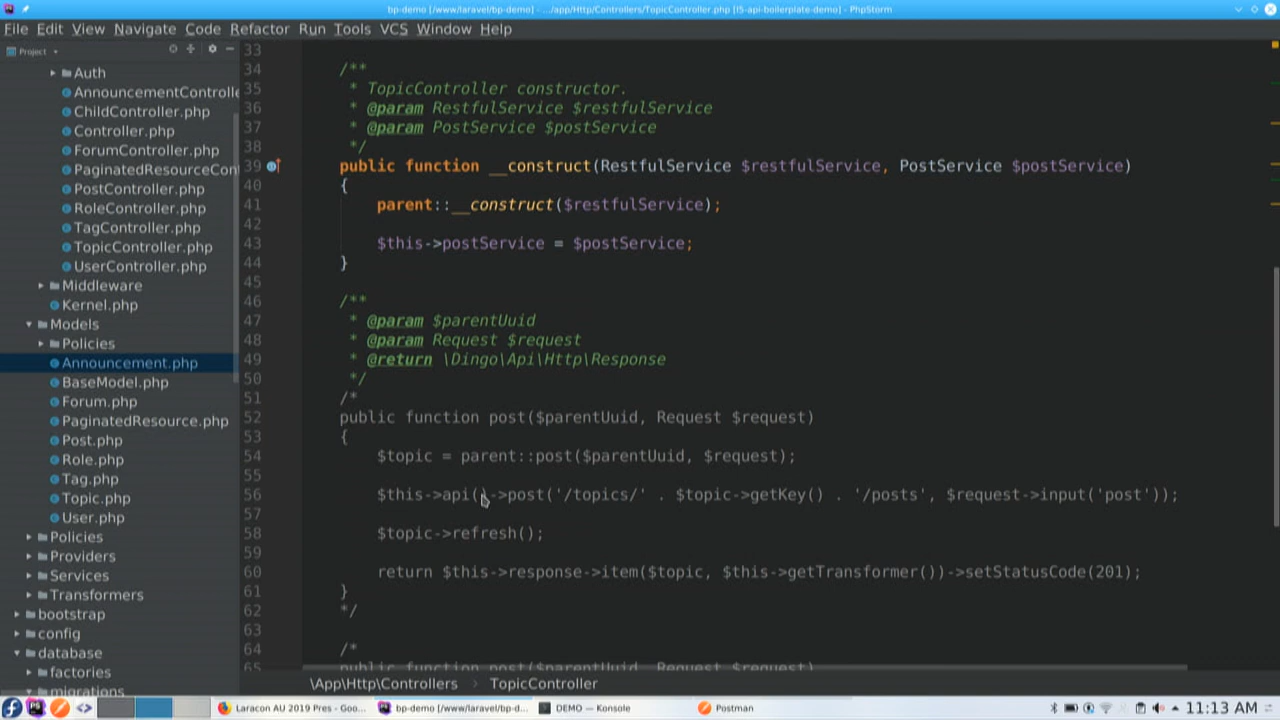 bp-demo [/www/laravel/bp-demo] - .../app/Http/Controllers/TopicController.php [l5-api-boilerplate-demo] - PhpStorm
File Edit View Navigate Code Refactor Run Tools VCS Window Help
Project
Auth
AnnouncementControlle
ChildController.php
Controller.php
ForumController.php
PaginatedResourceCon
PostController.php
RoleController.php
TagController.php
TopicController.php
UserController.php
Middleware
Kernel.php
Models
Policies
Announcement.php
BaseModel.php
Forum.php
PaginatedResource.php
Post.php
Role.php
Tag.php
Topic.php
User.php
Policies
Providers
Services
Transformers
bootstrap
config
database
factories
migrations
33
34 /**
35 * TopicController constructor.
36 * @param RestfulService $restfulService
37 * @param PostService $postService
38 */
39 public function __construct(RestfulService $restfulService, PostService $postService)
40 {
41 parent::__construct($restfulService);
42
43 $this->postService = $postService;
44 }
45
46 /**
47 * @param $parentUuid
48 * @param Request $request
49 * @return \Dingo\Api\Http\Response
50 */
51 /*
52 public function post($parentUuid, Request $request)
53 {
54 $topic = parent::post($parentUuid, $request);
55
56 $this->api()->post('/topics/' . $topic->getKey() . '/posts', $request->input('post'));
57
58 $topic->refresh();
59
60 return $this->response->item($topic, $this->getTransformer())->setStatusCode(201);
61 }
62 */
63
64 /*
65 public function post($parentUuid, Request $request)
\App\Http\Controllers TopicController
Laracon AU 2019 Pres - Goo... bp-demo [/www/laravel/bp-d... DEMO — Konsole Postman 11:13 AM